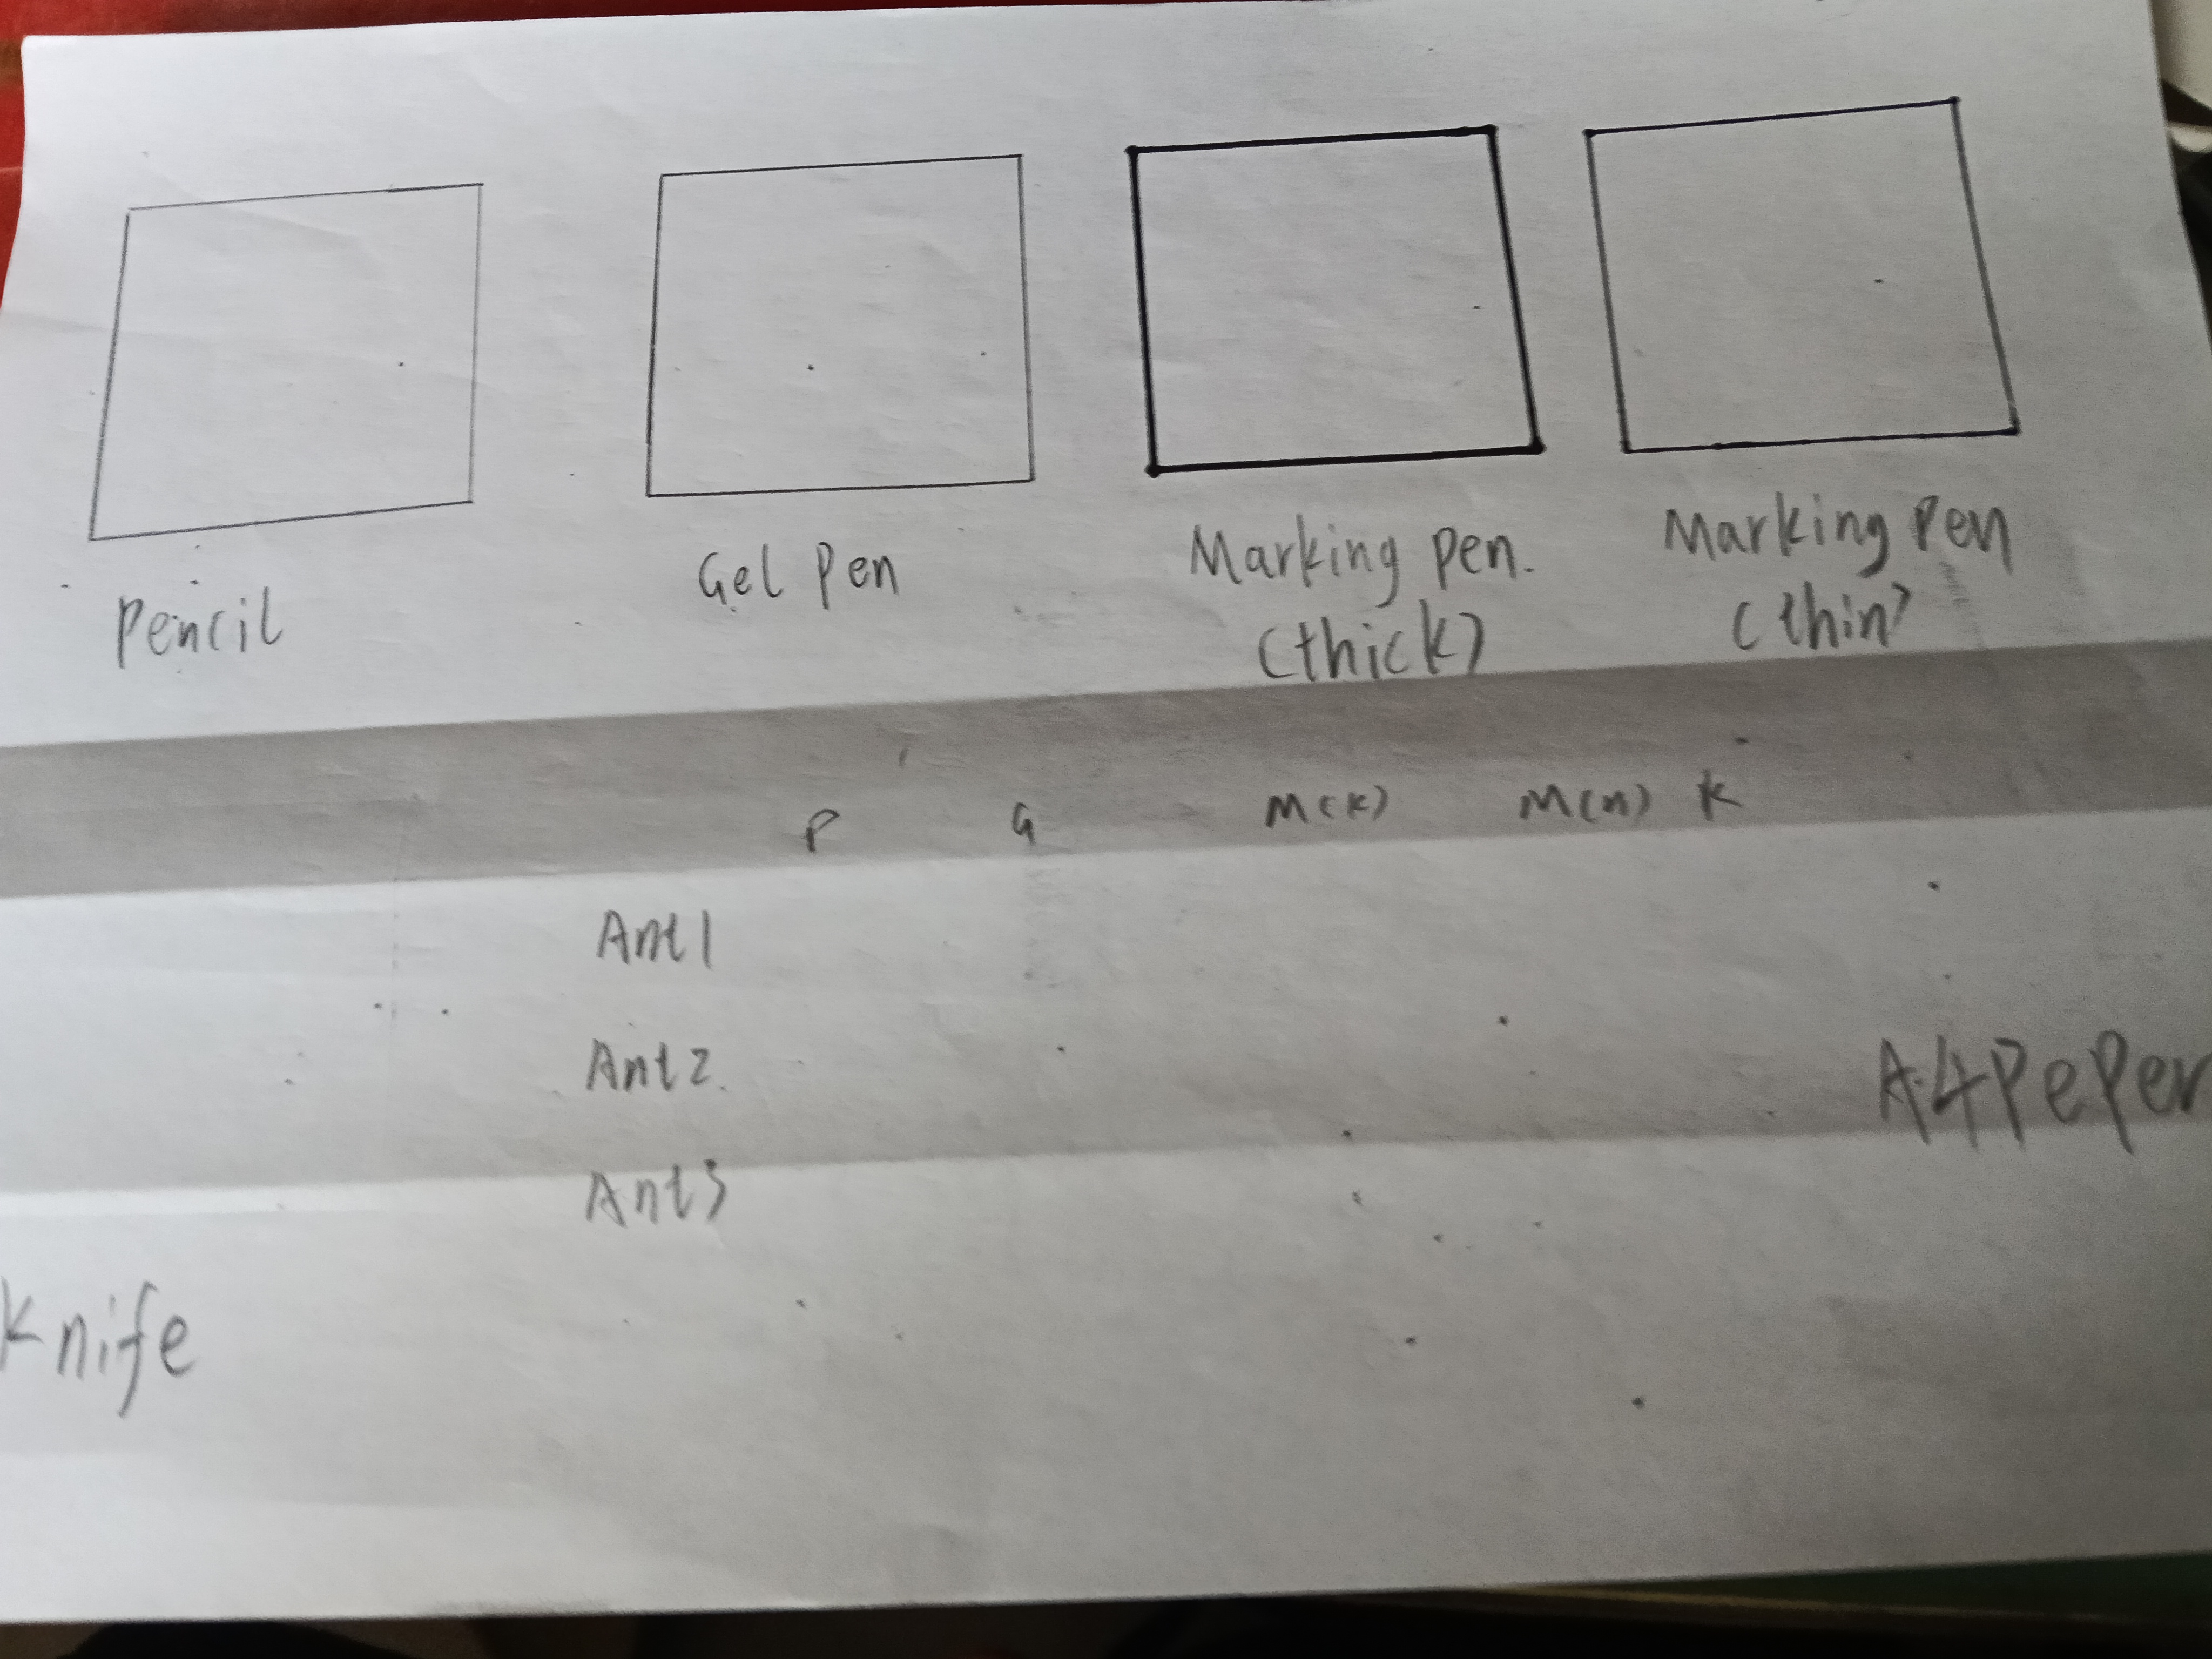 Pencil
Gel Pen
Marking pen.
(thick)
Marking Pen
(thin)
P G M(k) M(n) K
Ant1
Ant2.
Ant3
A4PePer
Knife